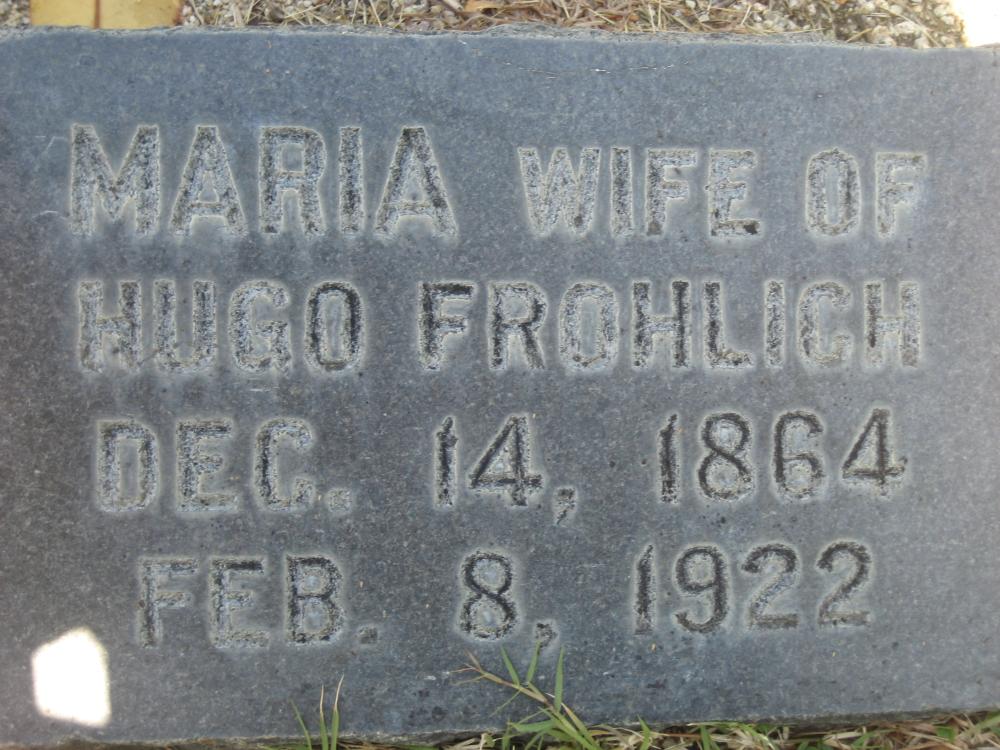 MARIA WIFE OF
HUGO FROHLICH
DEC. 14, 1864
FEB. 8, 1922